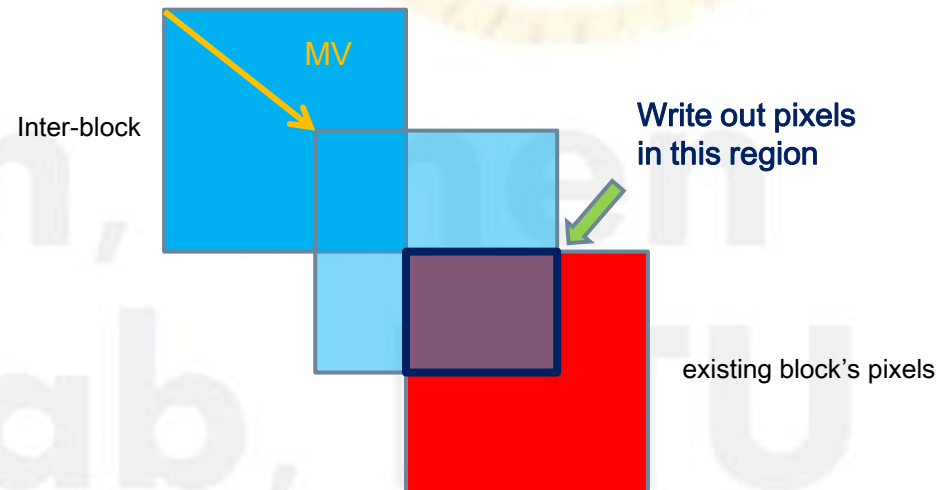 MV
Inter-block
Write out pixels
in this region
existing block's pixels